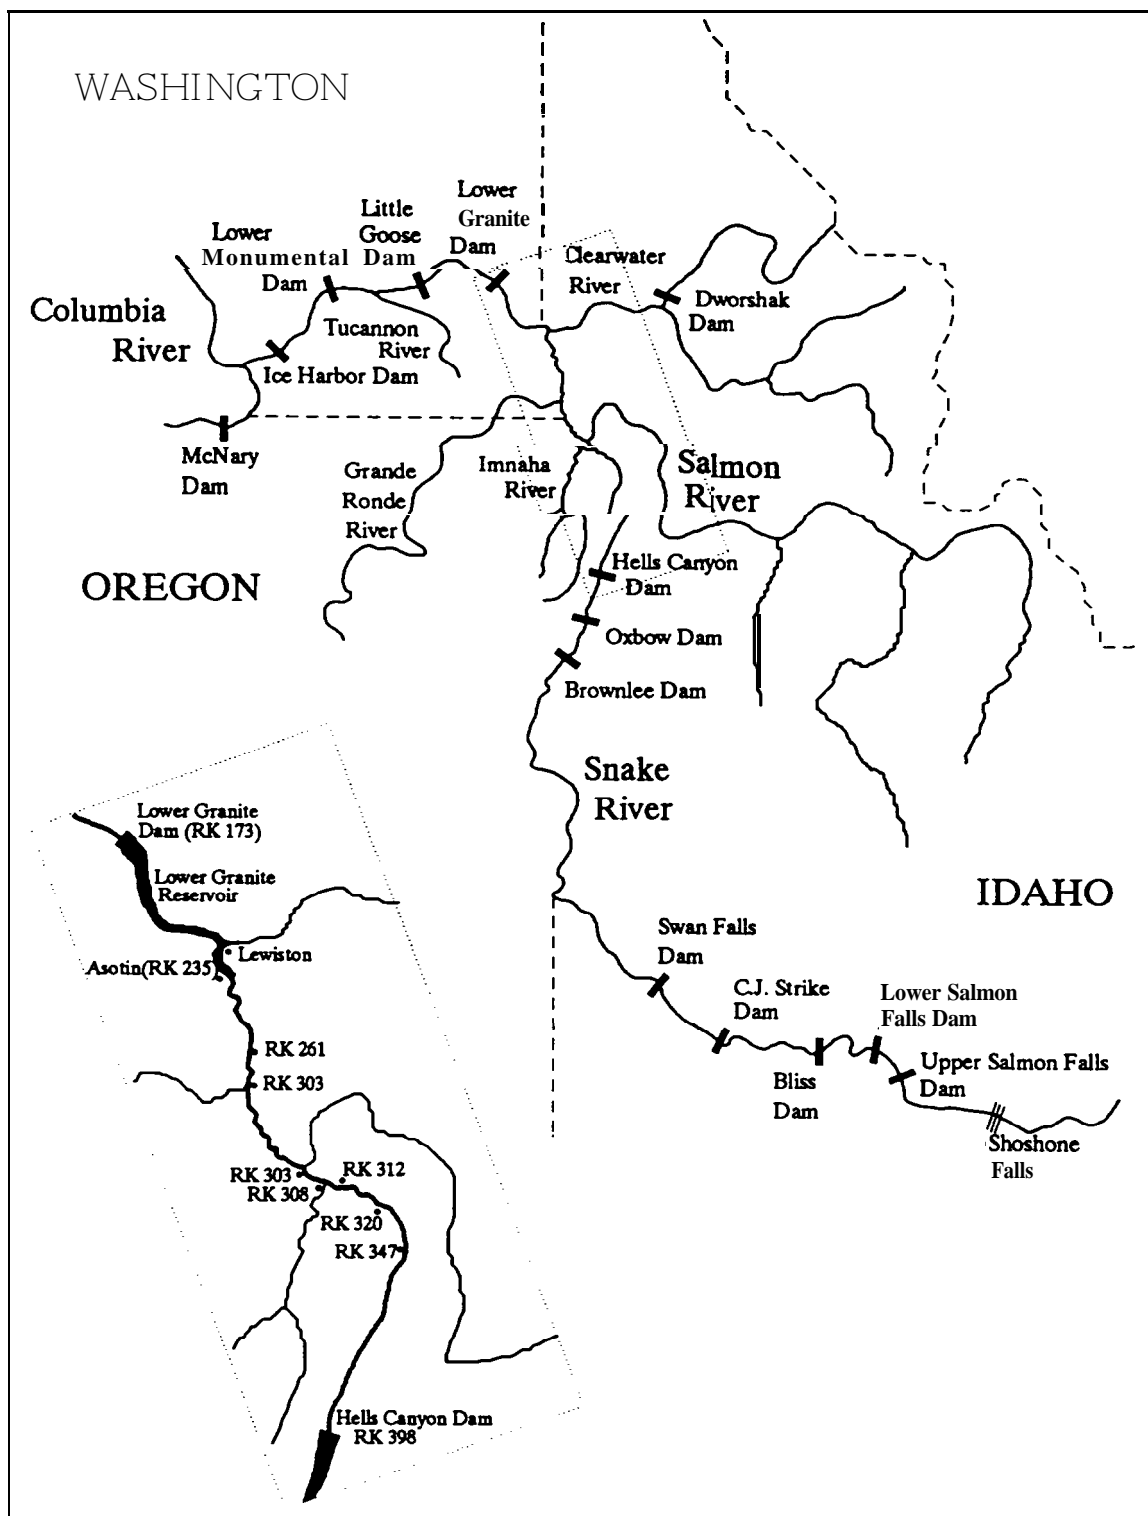 WASHINGTON
Lower
Granite
Dam
Little
Goose
Dam
Lower
Monumental
Dam
Clearwater
River
Dworshak
Dam
Columbia
River
Tucannon
River
Ice Harbor Dam
McNary
Dam
Grande
Ronde
River
Imnaha
River
Salmon
River
OREGON
Hells Canyon
Dam
Oxbow Dam
Brownlee Dam
Snake
River
IDAHO
Swan Falls
Dam
C.J. Strike
Dam
Lower Salmon
Falls Dam
Bliss
Dam
Upper Salmon Falls
Dam
Shoshone
Falls
Lower Granite
Dam (RK 173)
Lower Granite
Reservoir
Lewiston
Asotin(RK 235)
RK 261
RK 303
RK 303
RK 308
RK 312
RK 320
RK 347
Hells Canyon Dam
RK 398